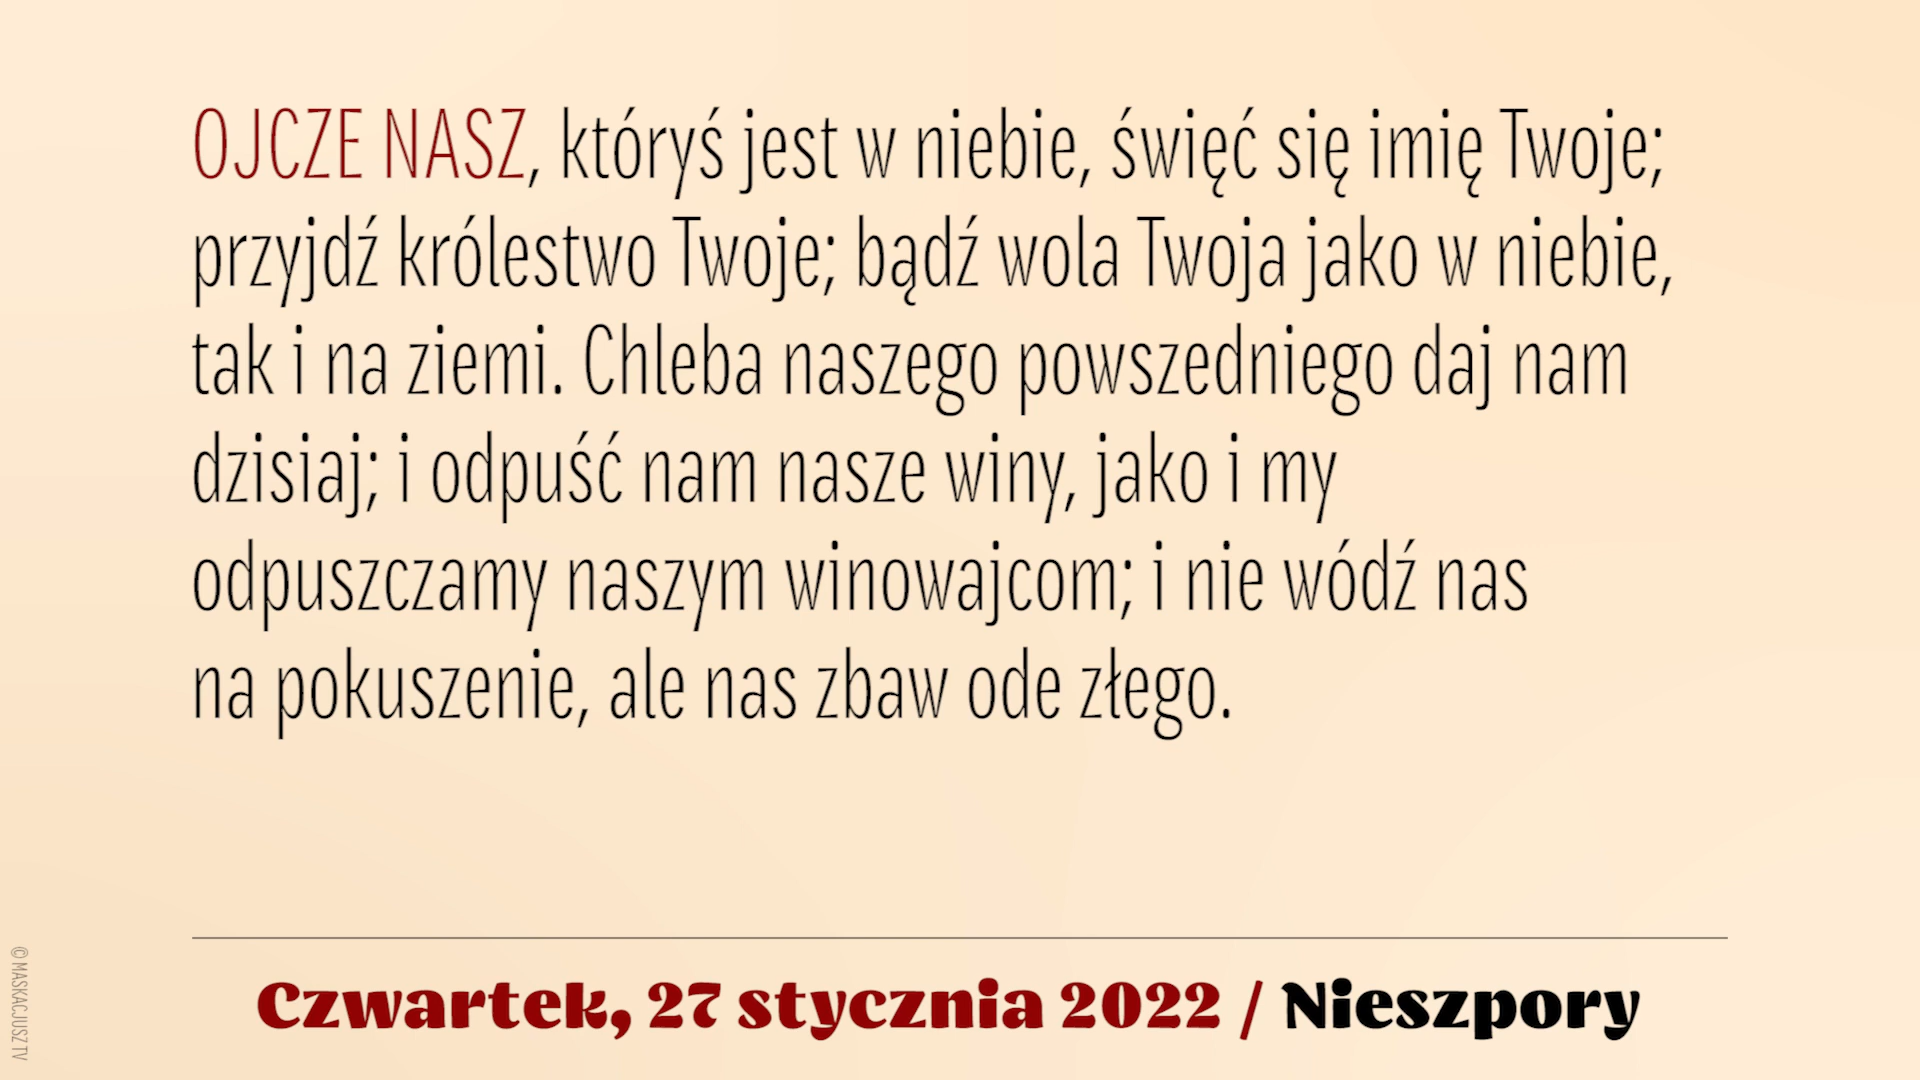 OJCZE NASZ, któryś jest w niebie, święć się imię Twoje;
przyjdź królestwo Twoje; bądź wola Twoja jako w niebie,
tak i na ziemi. Chleba naszego powszedniego daj nam
dzisiaj; i odpuść nam nasze winy, jako i my
odpuszczamy naszym winowajcom; i nie wódź nas
na pokuszenie, ale nas zbaw ode złego.
Czwartek, 27 stycznia 2022 / Nieszpory
© MASKACJUSZ TV